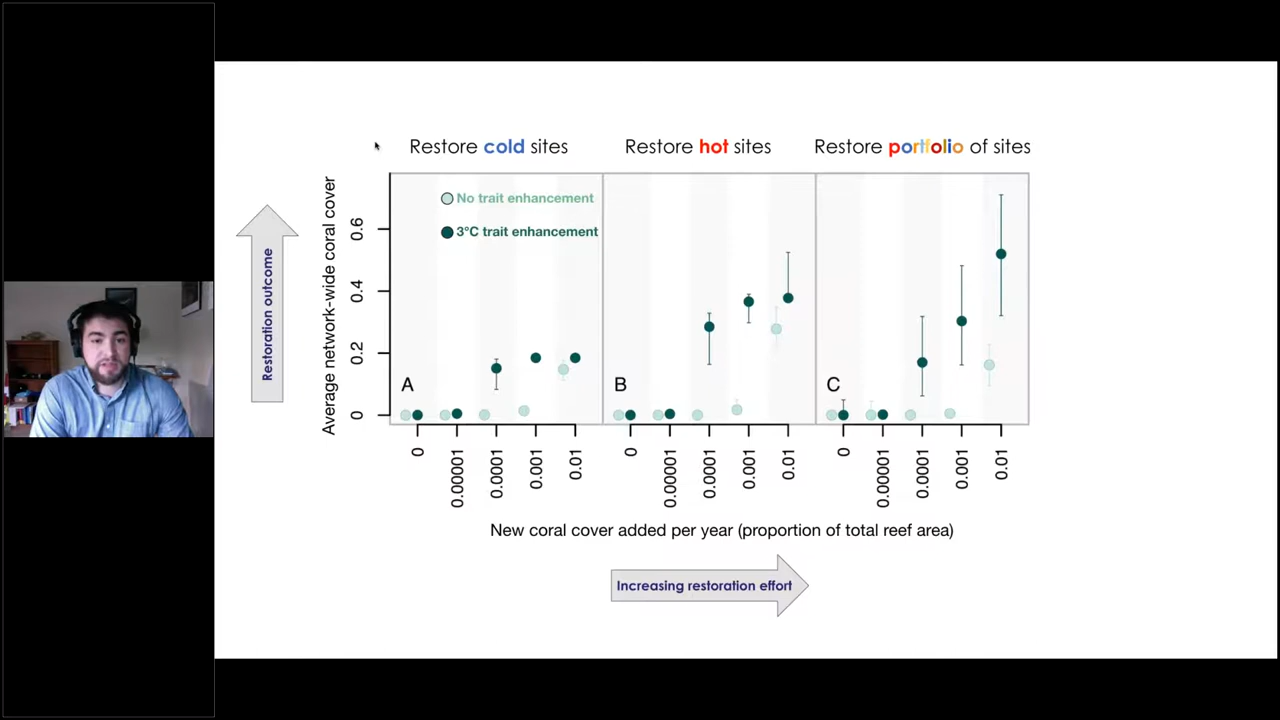 Restore cold sites
Restore hot sites
Restore portfolio of sites
No trait enhancement
3°C trait enhancement
Restoration outcome
Average network-wide coral cover
0.6
0.4
0.2
0
A
B
C
0 0.00001 0.0001 0.001 0.01
0 0.00001 0.0001 0.001 0.01
0 0.00001 0.0001 0.001 0.01
New coral cover added per year (proportion of total reef area)
Increasing restoration effort